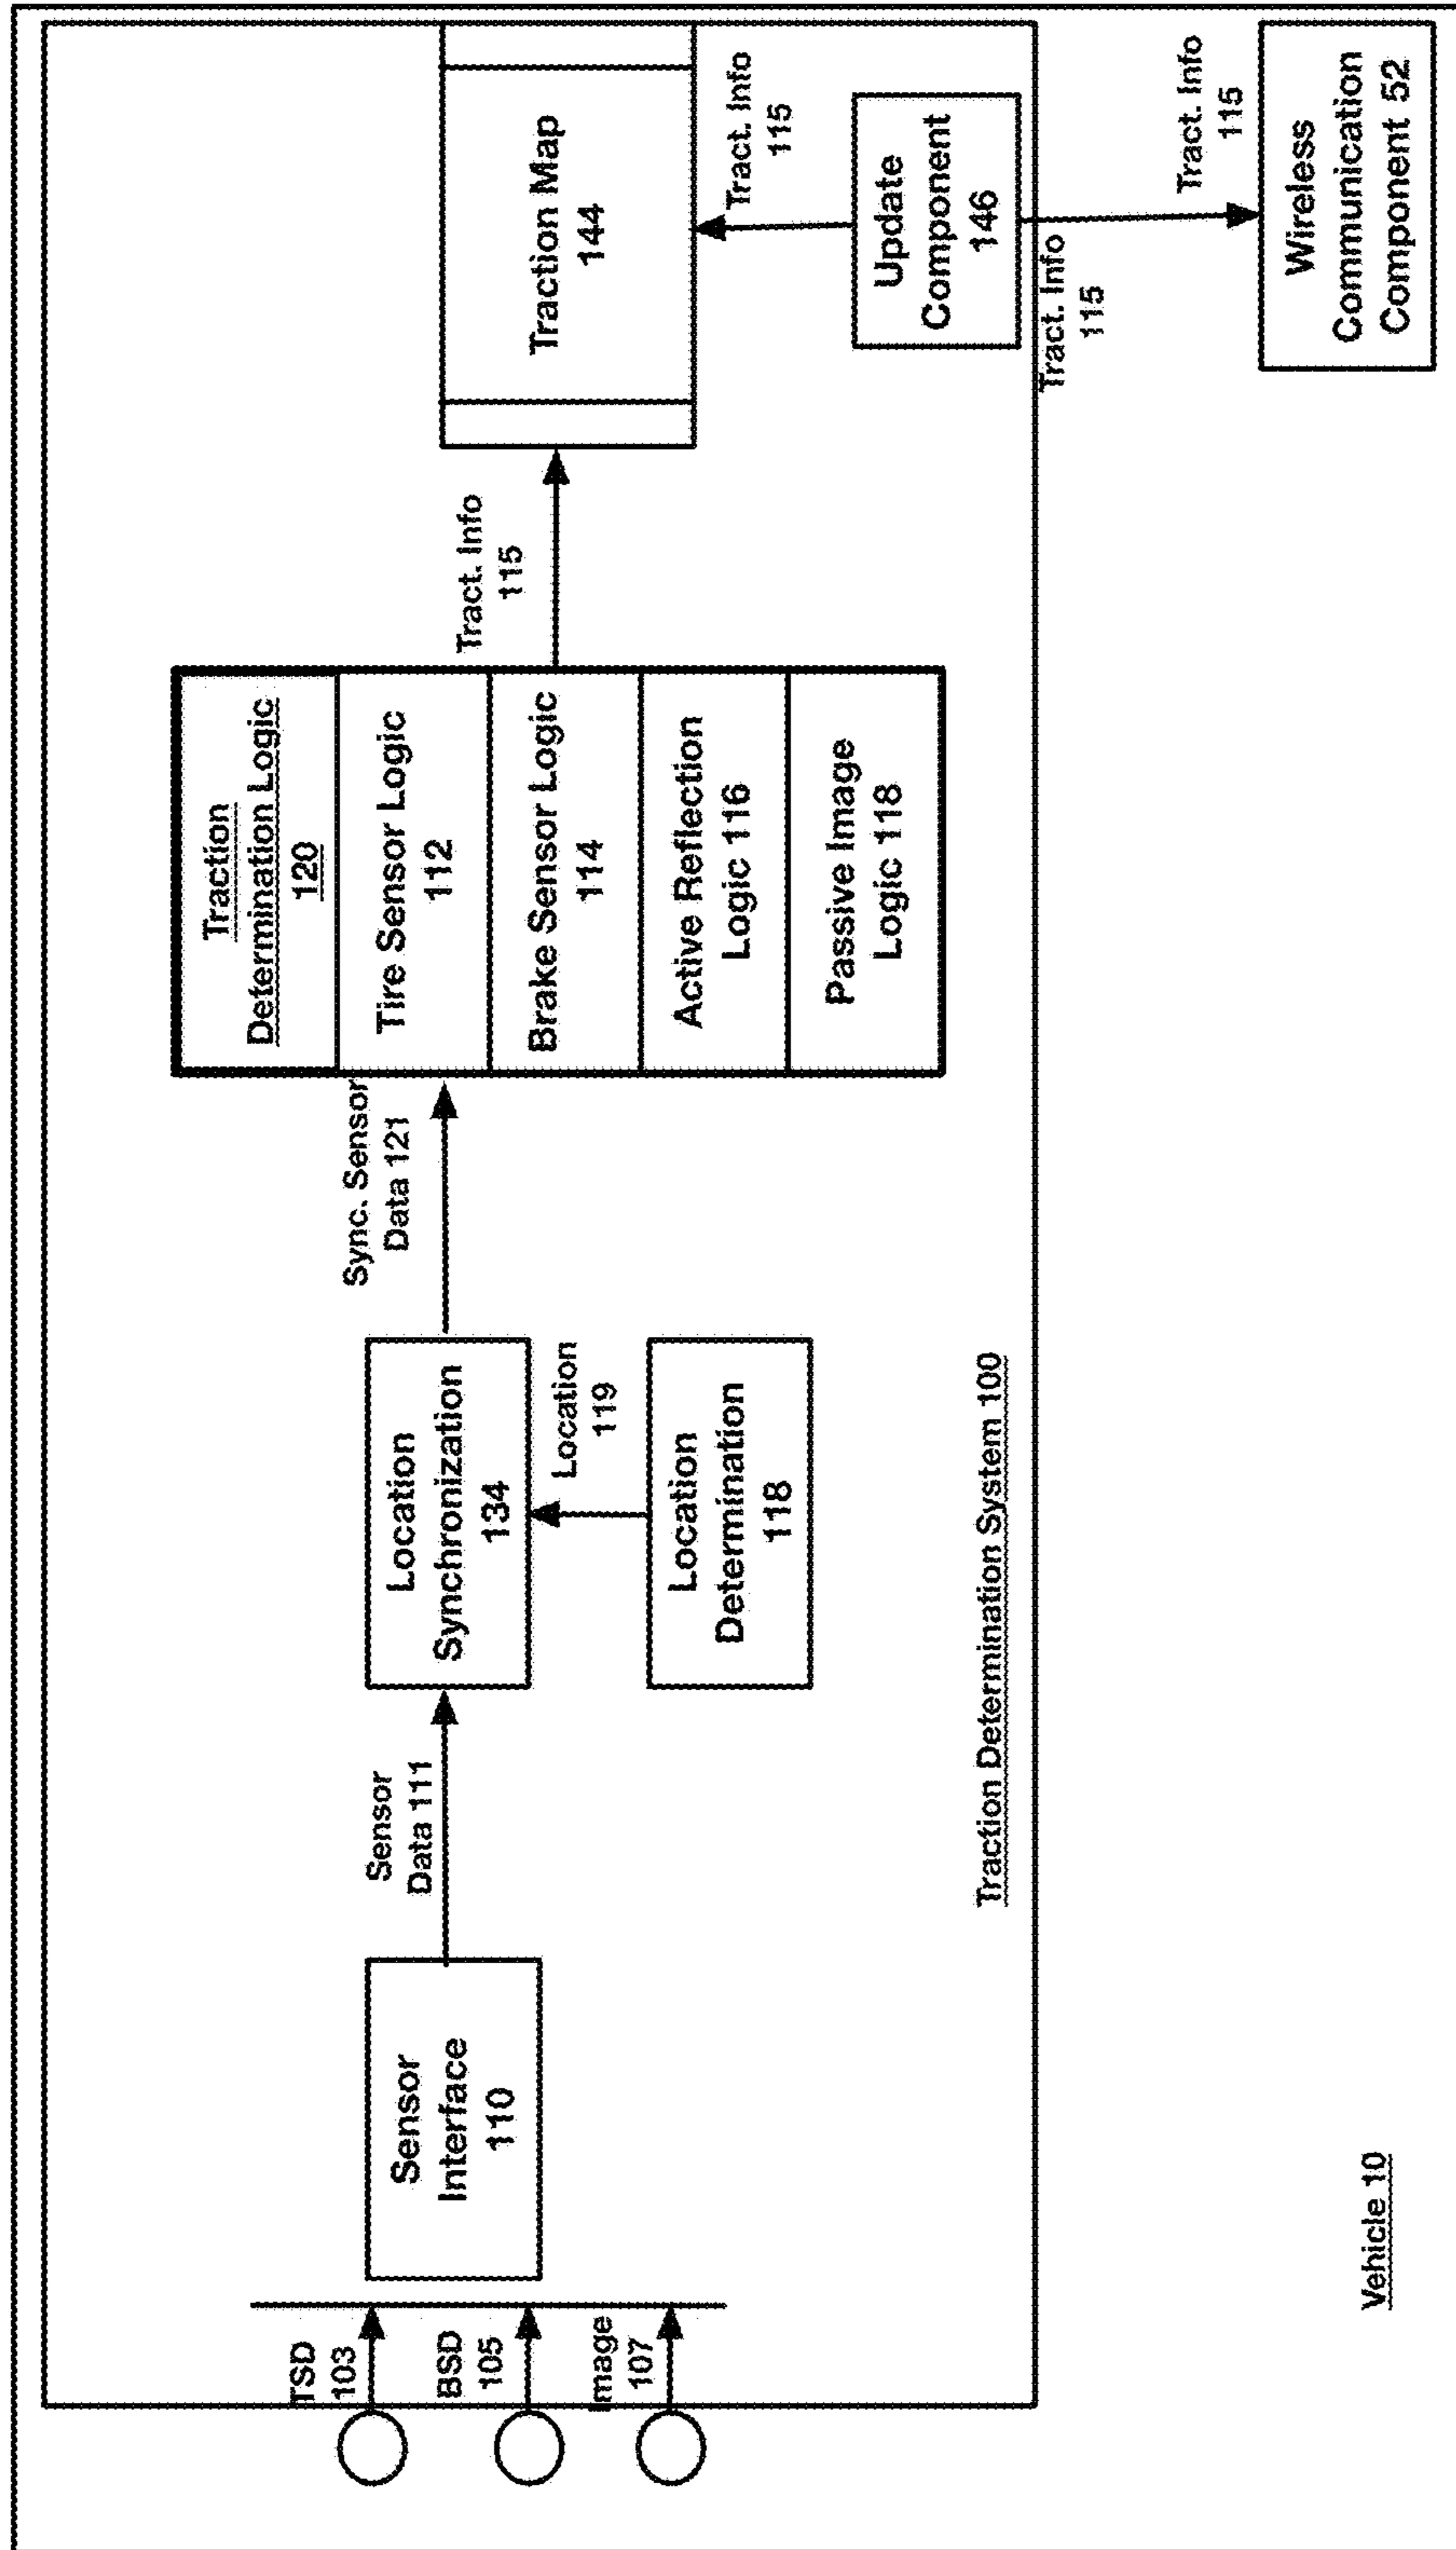 TSD
103
BSD
105
Image
107
Sensor
Interface
110
Sensor
Data 111
Location
Synchronization
134
Location
119
Location
Determination
118
Sync. Sensor
Data 121
Traction
Determination Logic
120
Tire Sensor Logic
112
Brake Sensor Logic
114
Active Reflection
Logic 116
Passive Image
Logic 118
Tract. Info
115
Traction Map
144
Tract. Info
115
Update
Component
146
Tract. Info
115
Tract. Info
115
Wireless
Communication
Component 52
Traction Determination System 100
Vehicle 10